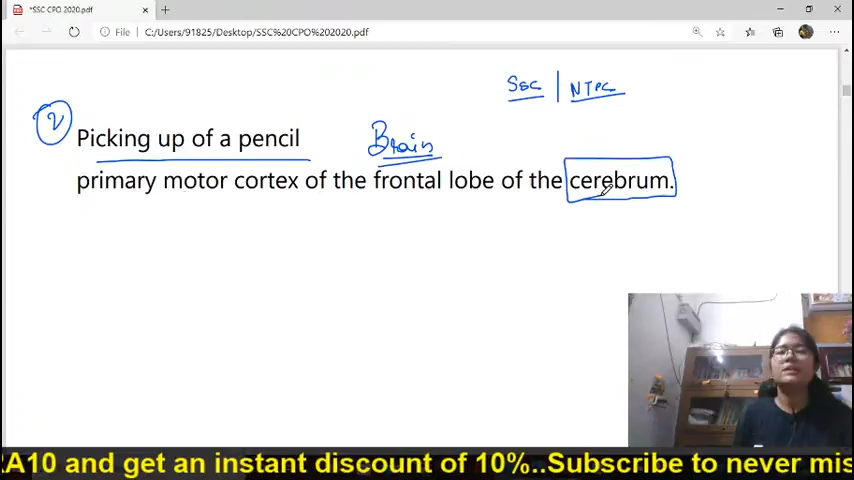 *SSC CPO 2020.pdf
File
C:/Users/91825/Desktop/SSC%20CPO%202020.pdf
SSC | NTPC
2
Picking up of a pencil
Brain
primary motor cortex of the frontal lobe of the cerebrum.
RA10 and get an instant discount of 10%..Subscribe to never mis